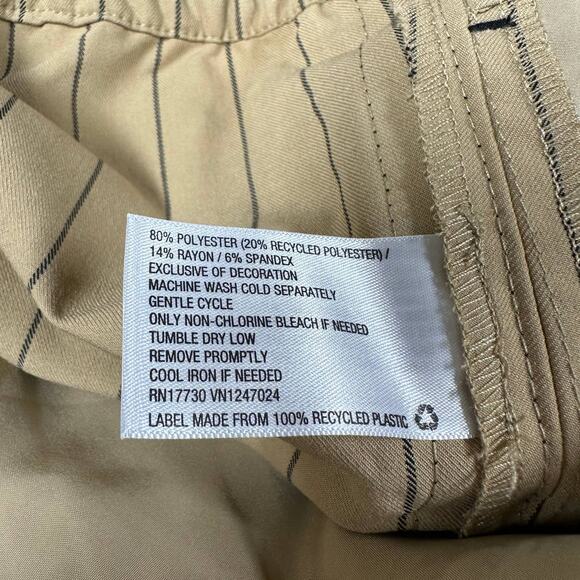 80% POLYESTER (20% RECYCLED POLYESTER) /
14% RAYON / 6% SPANDEX
EXCLUSIVE OF DECORATION
MACHINE WASH COLD SEPARATELY
GENTLE CYCLE
ONLY NON-CHLORINE BLEACH IF NEEDED
TUMBLE DRY LOW
REMOVE PROMPTLY
COOL IRON IF NEEDED
RN17730 VN1247024
LABEL MADE FROM 100% RECYCLED PLASTIC